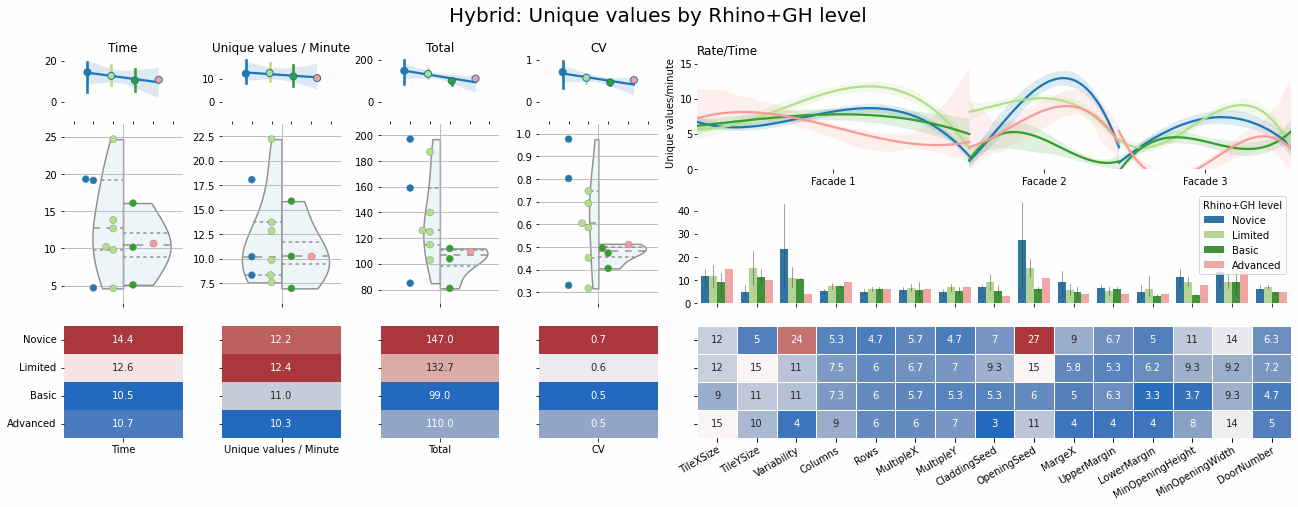 Hybrid: Unique values by Rhino+GH level
Time
Unique values / Minute
Total
CV
Rate/Time
20
0
10
0
200
0
1
0
15
10
5
0
Unique values/minute
Facade 1
Facade 2
Facade 3
25
20
15
10
5
22.5
20.0
17.5
15.0
12.5
10.0
7.5
200
180
160
140
120
100
80
1.0
0.9
0.8
0.7
0.6
0.5
0.4
0.3
40
30
20
10
0
Rhino+GH level
Novice
Limited
Basic
Advanced
Novice 14.4 12.2 147.0 0.7 12 5 24 5.3 4.7 5.7 4.7 7 27 9 6.7 5 11 14 6.3
Limited 12.6 12.4 132.7 0.6 12 15 11 7.5 6 6.7 7 9.3 15 5.8 5.3 6.2 9.3 9.2 7.2
Basic 10.5 11.0 99.0 0.5 9 11 11 7.3 6 5.7 5.3 5.3 6 5 6.3 3.3 3.7 9.3 4.7
Advanced 10.7 10.3 110.0 0.5 15 10 4 9 6 6 7 3 11 4 4 4 8 14 5
Time
Unique values / Minute
Total
CV
TileXSize
TileYSize
Variability
Columns
Rows
MultipleX
MultipleY
CladdingSeed
OpeningSeed
MargeX
UpperMargin
LowerMargin
MinOpeningHeight
MinOpeningWidth
DoorNumber